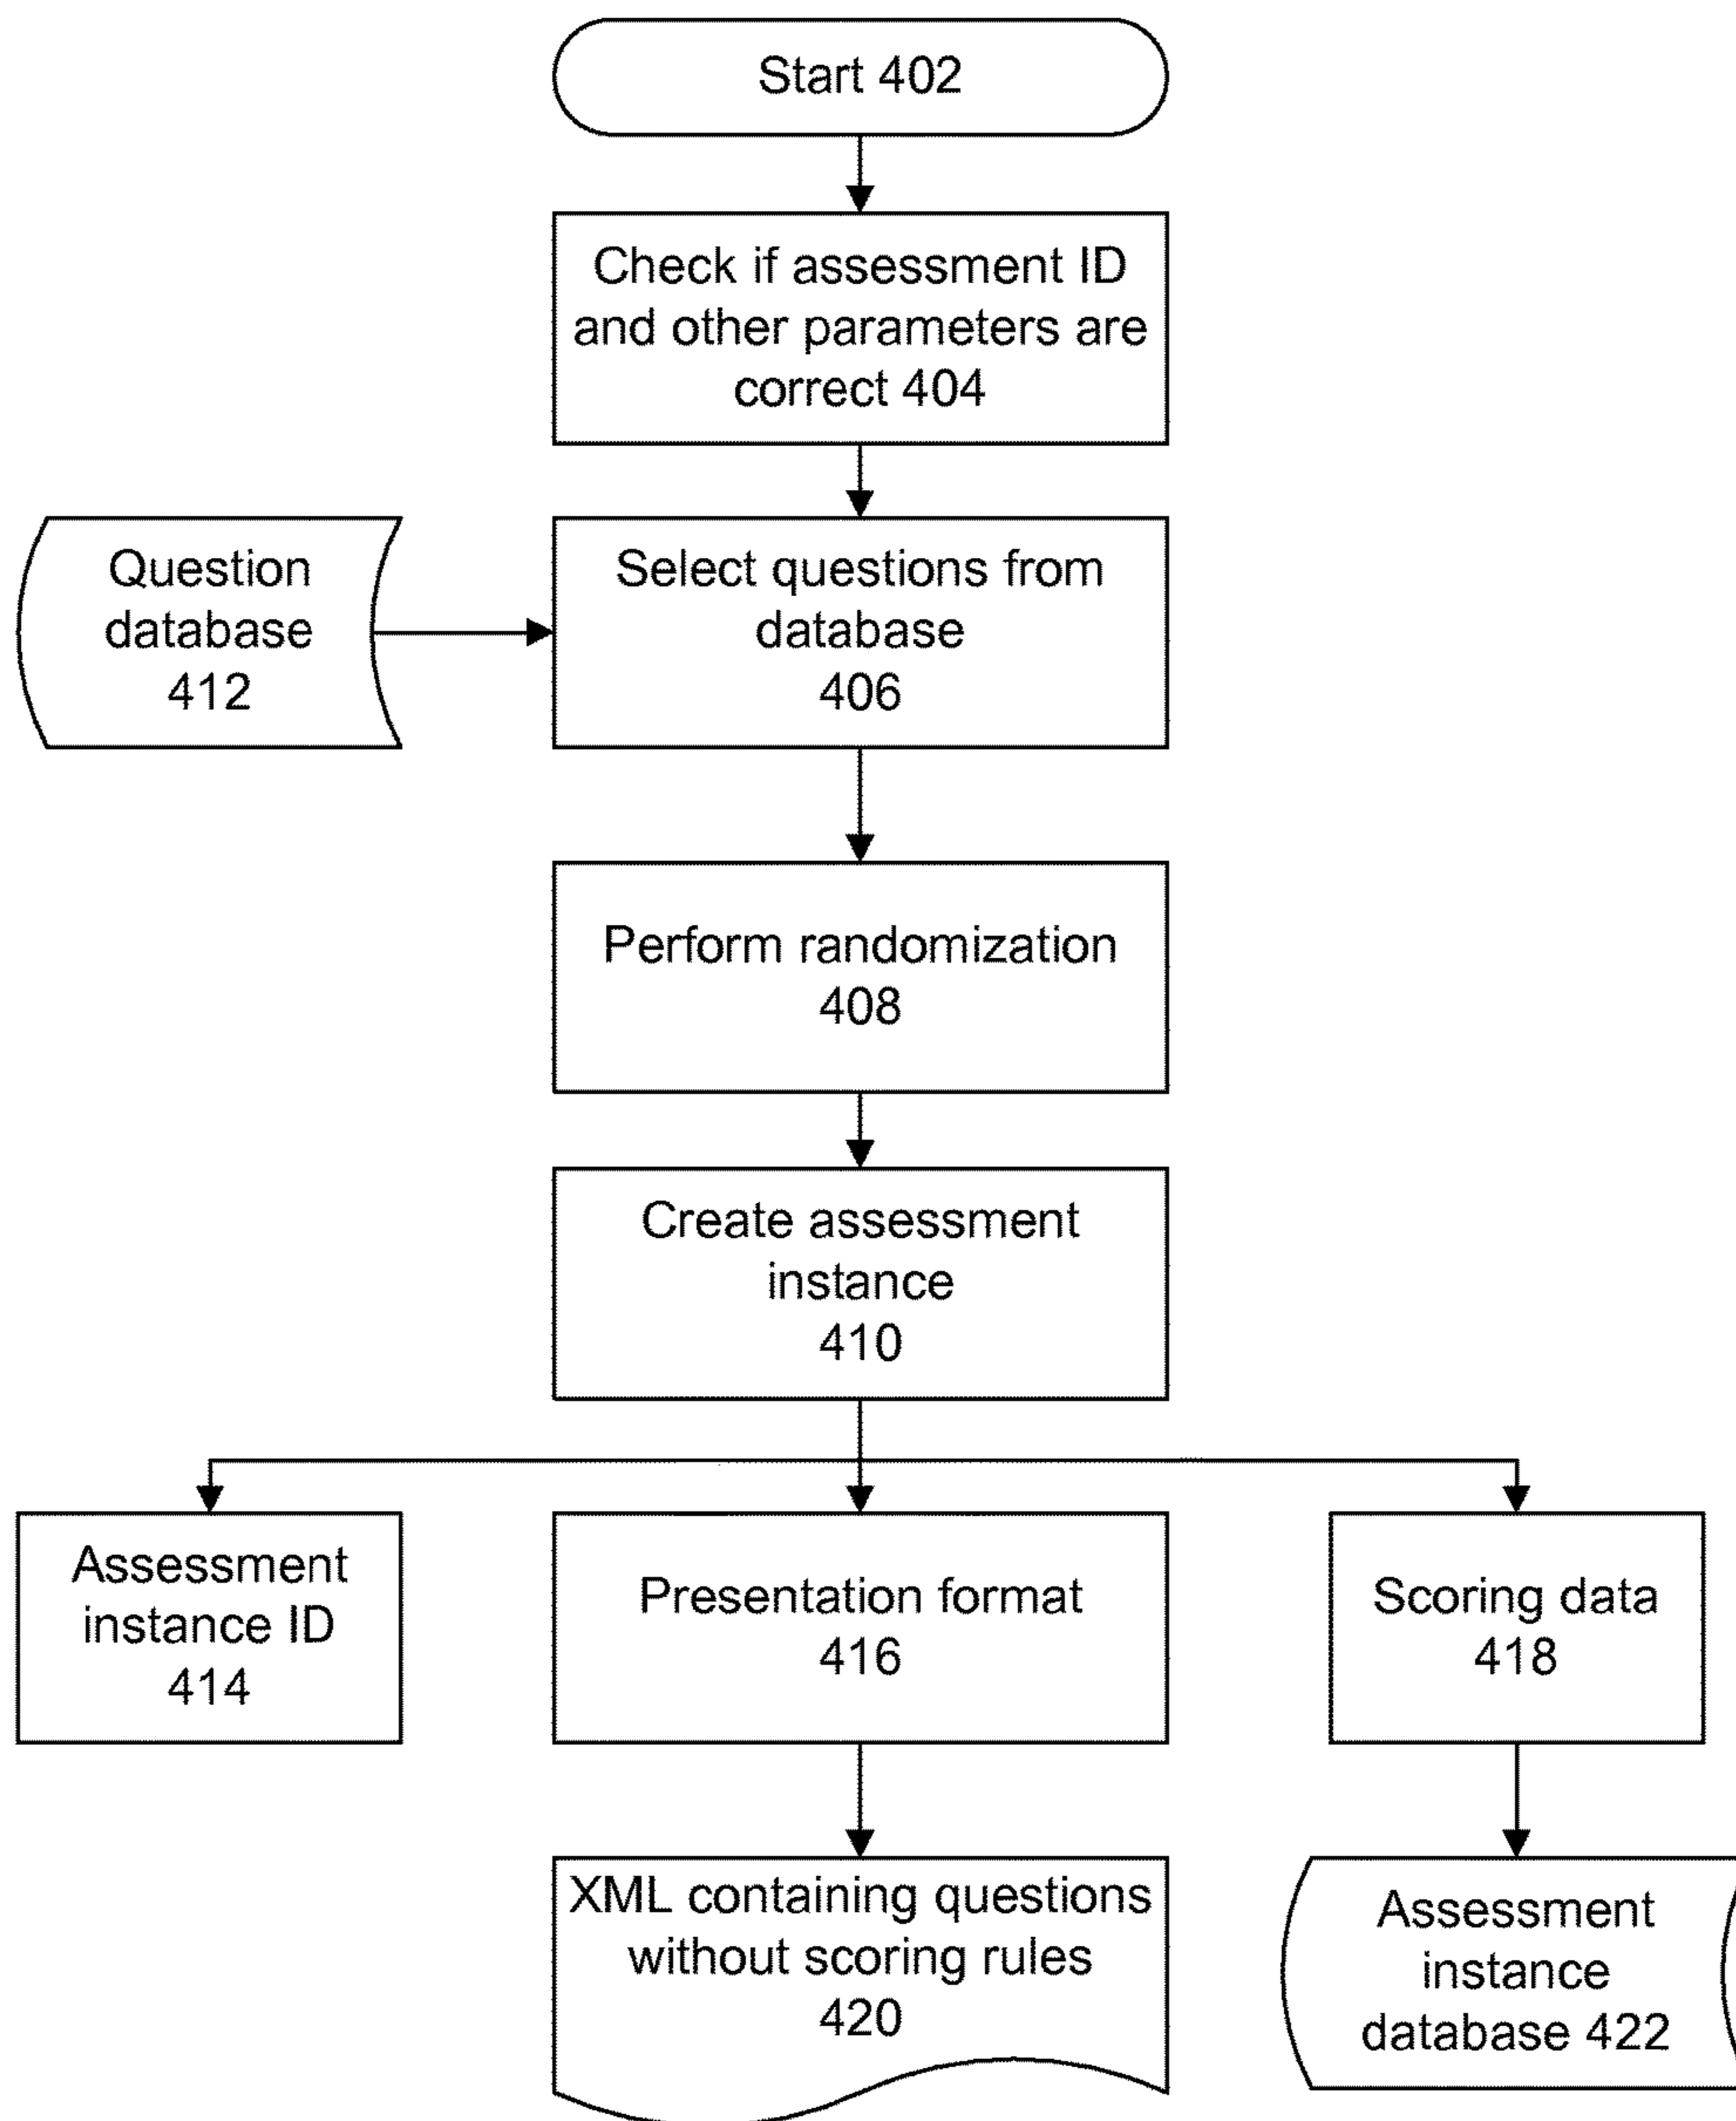 Start 402
Check if assessment ID
and other parameters are
correct 404
Question
database
412
Select questions from
database
406
Perform randomization
408
Create assessment
instance
410
Assessment
instance ID
414
Presentation format
416
Scoring data
418
XML containing questions
without scoring rules
420
Assessment
instance
database 422